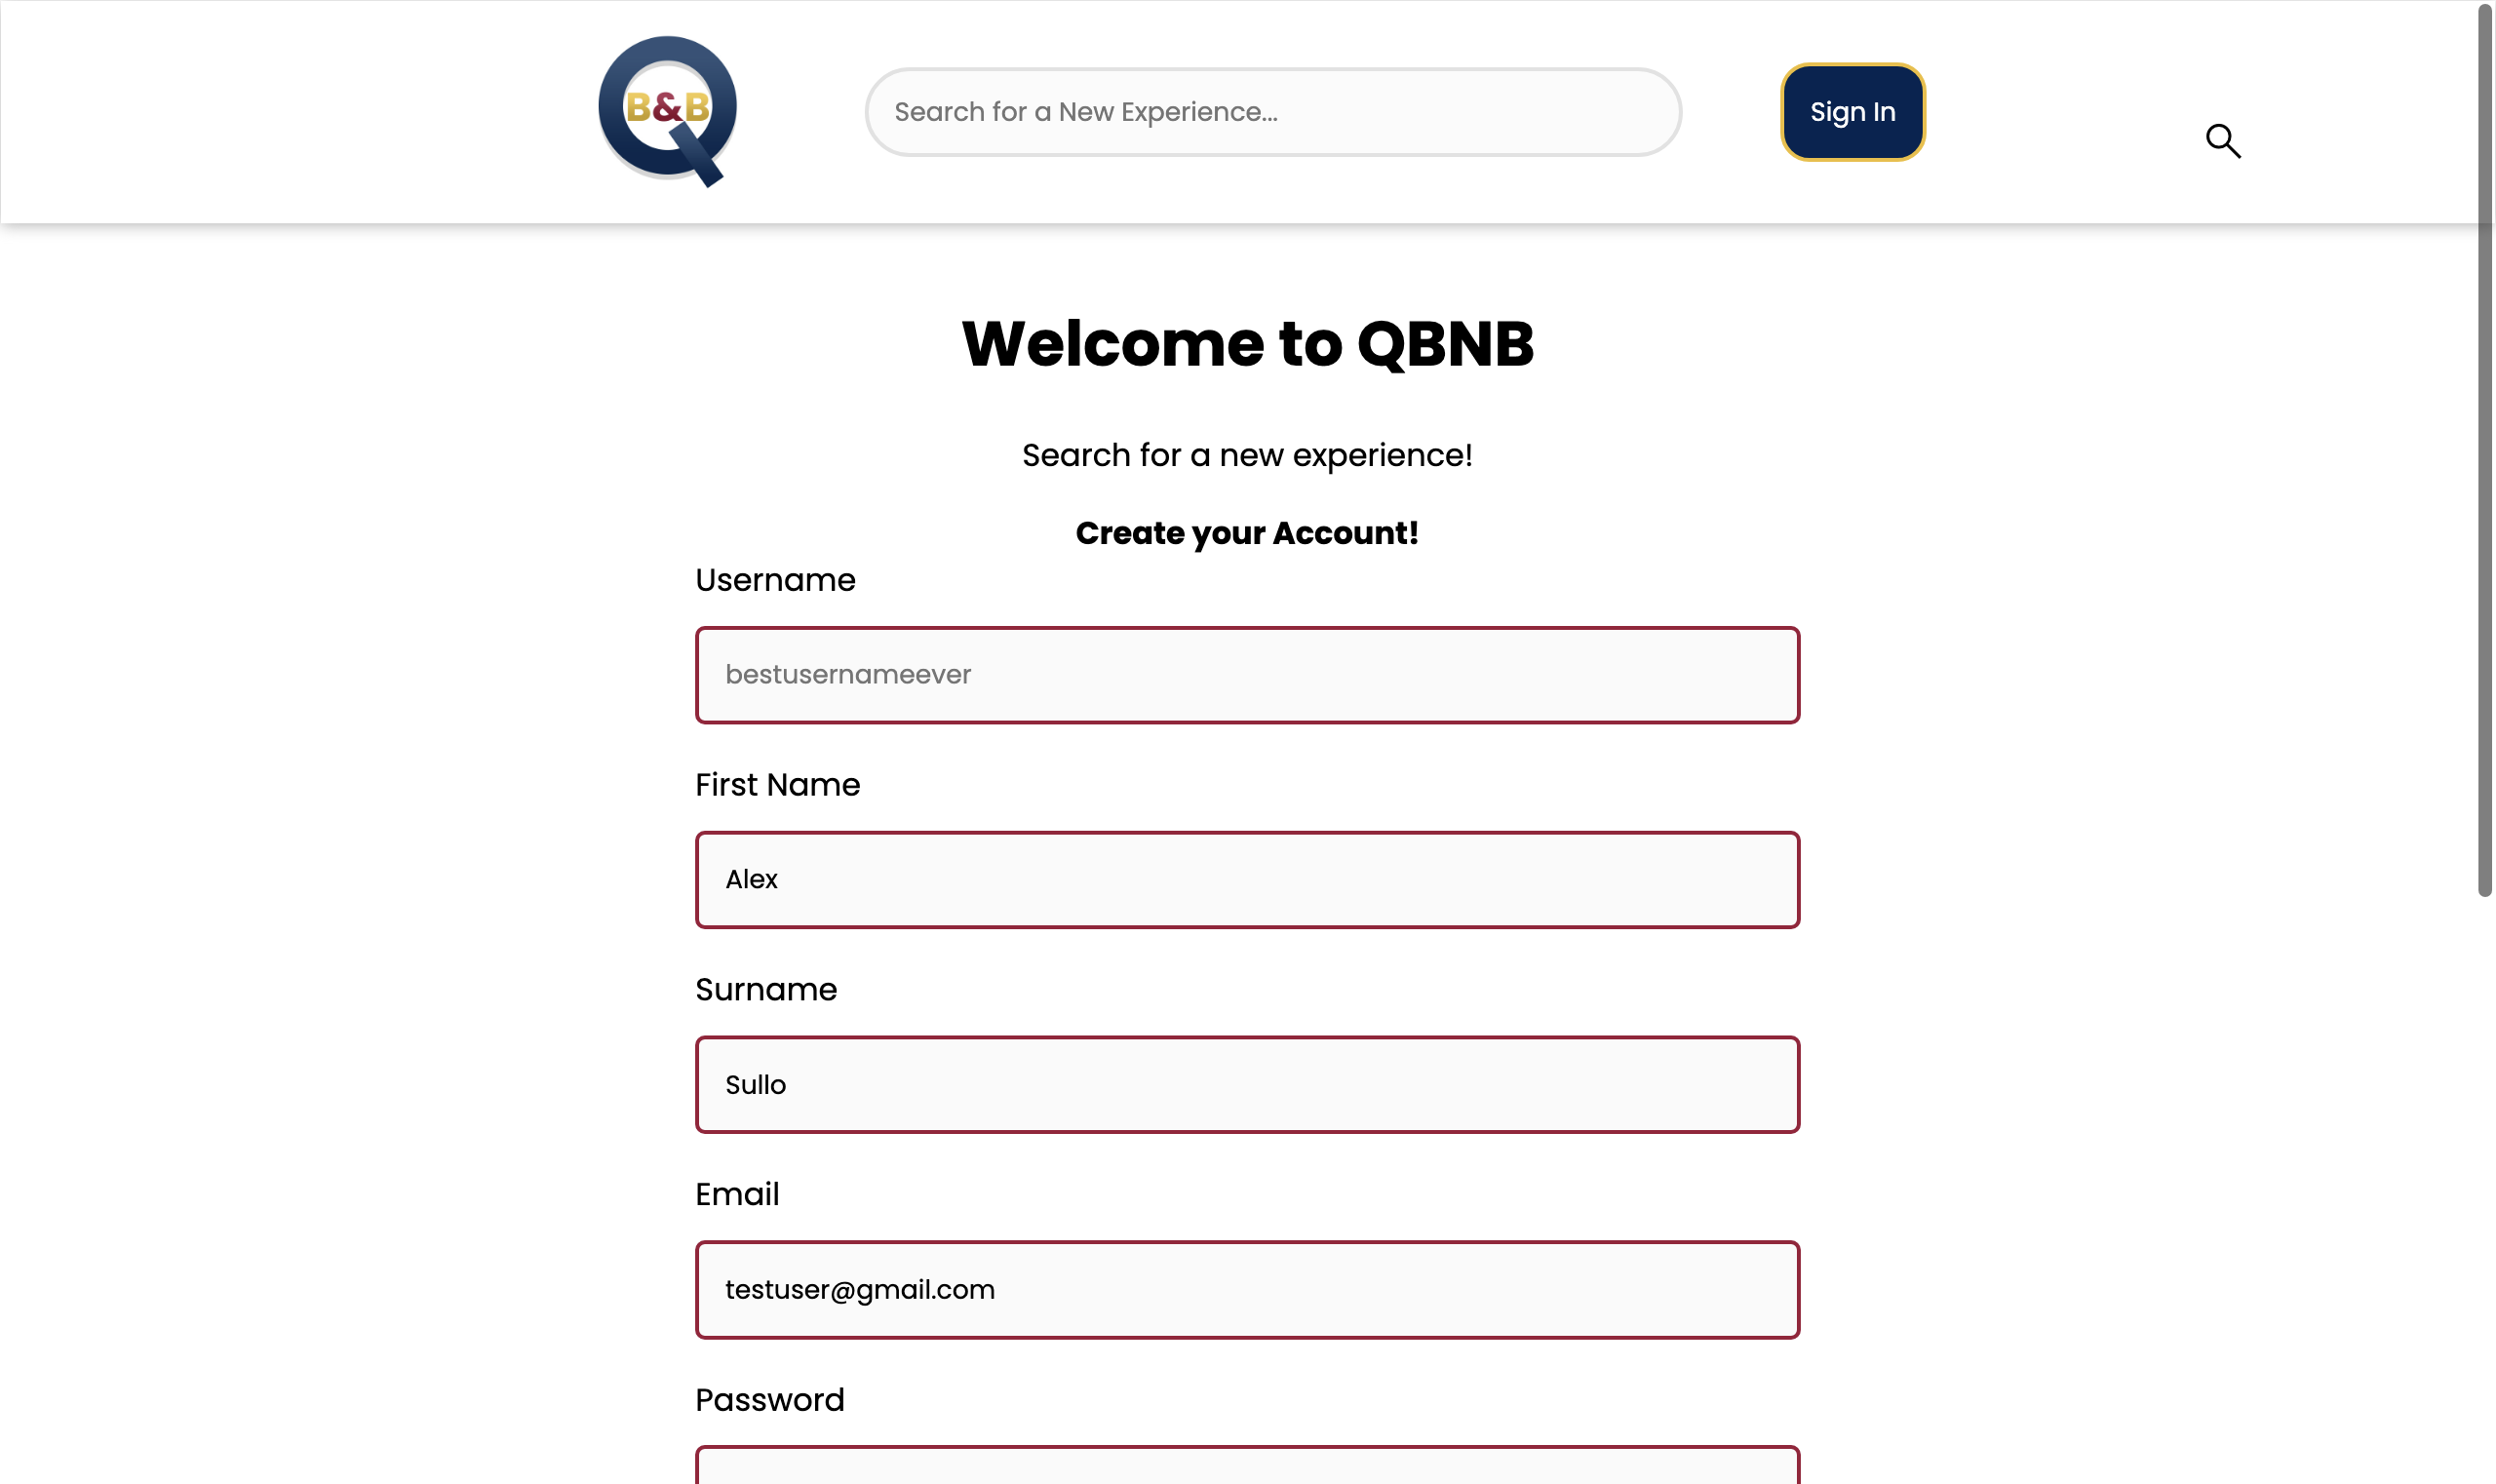 B&B
Search for a New Experience...
Sign In
Welcome to QBNB
Search for a new experience!
Create your Account!
Username
bestusernameever
First Name
Alex
Surname
Sullo
Email
testuser@gmail.com
Password